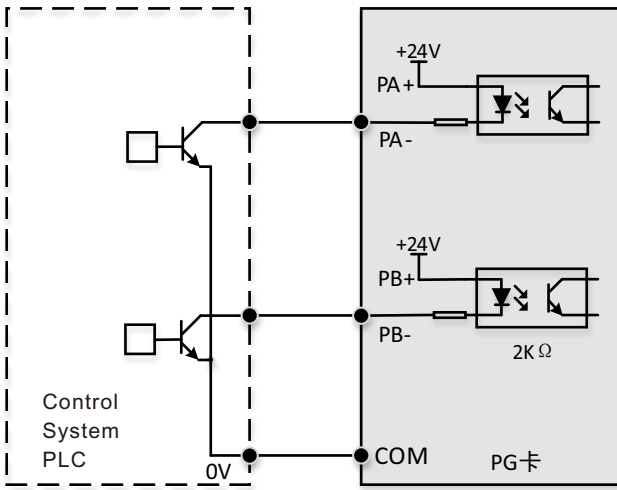 +24V
PA+
PA-
+24V
PB+
PB-
2KΩ
Control
System
PLC
0V
COM
PG卡